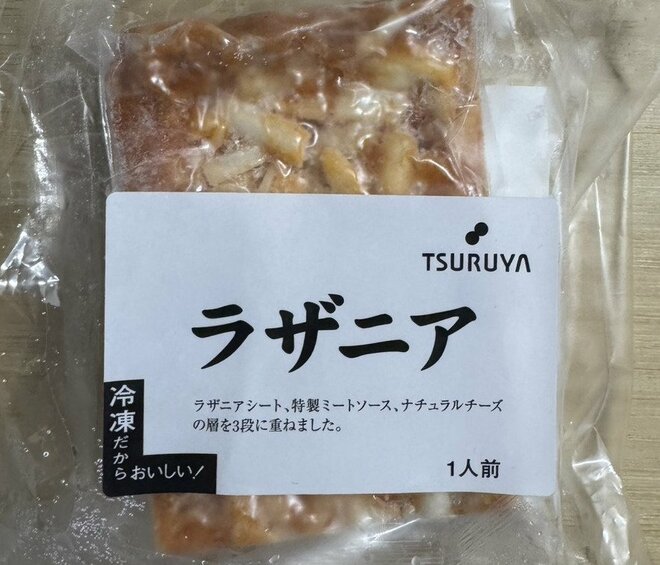 TSURUYA
ラザニア
ラザニアシート、特製ミートソース、ナチュラルチーズ
の層を3段に重ねました。
冷凍だから
おいしい!
1人前